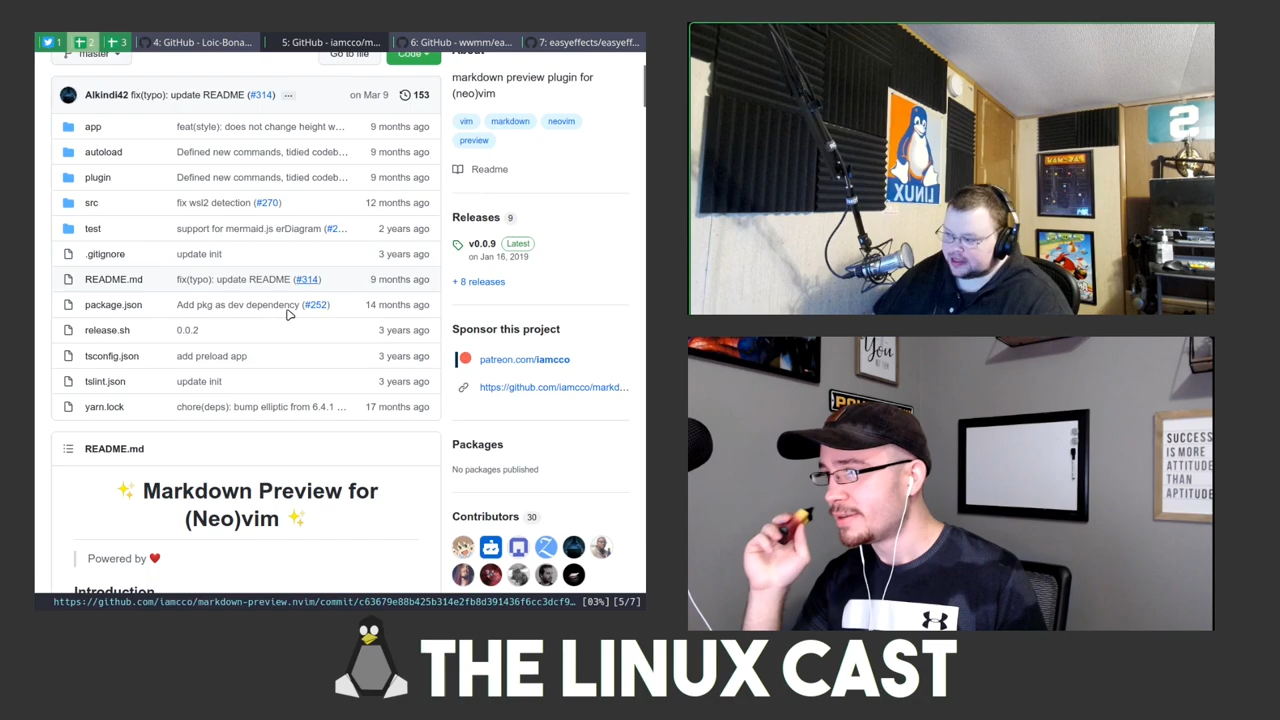 1
2
3
4: GitHub - Loic-Bona...
5: GitHub - iamcco/m...
6: GitHub - wwmm/ea...
7: easyeffects/easyeff...
master
Go to file
Code
Alkindi42 fix(typo): update README (#314) ... on Mar 9 153
app feat(style): does not change height w... 9 months ago
autoload Defined new commands, tidied codeb... 9 months ago
plugin Defined new commands, tidied codeb... 9 months ago
src fix wsl2 detection (#270) 12 months ago
test support for mermaid.js erDiagram (#2... 2 years ago
.gitignore update init 3 years ago
README.md fix(typo): update README (#314) 9 months ago
package.json Add pkg as dev dependency (#252) 14 months ago
release.sh 0.0.2 3 years ago
tsconfig.json add preload app 3 years ago
tslint.json update init 3 years ago
yarn.lock chore(deps): bump elliptic from 6.4.1 ... 17 months ago
README.md
✨ Markdown Preview for
(Neo)vim ✨
Powered by ❤️
Introduction
About
markdown preview plugin for
(neo)vim
vim markdown neovim
preview
Readme
Releases 9
v0.0.9 Latest
on Jan 16, 2019
+ 8 releases
Sponsor this project
patreon.com/iamcco
https://github.com/iamcco/markd...
Packages
No packages published
Contributors 30
https://github.com/iamcco/markdown-preview.nvim/commit/c63679e88b425b314e2fb8d391436f6cc3dcf9... [03%] [5/7]
LINUX
PAC-MAN
You
SUCCESS
IS MORE
ATTITUDE
THAN
APTITUDE
THE LINUX CAST